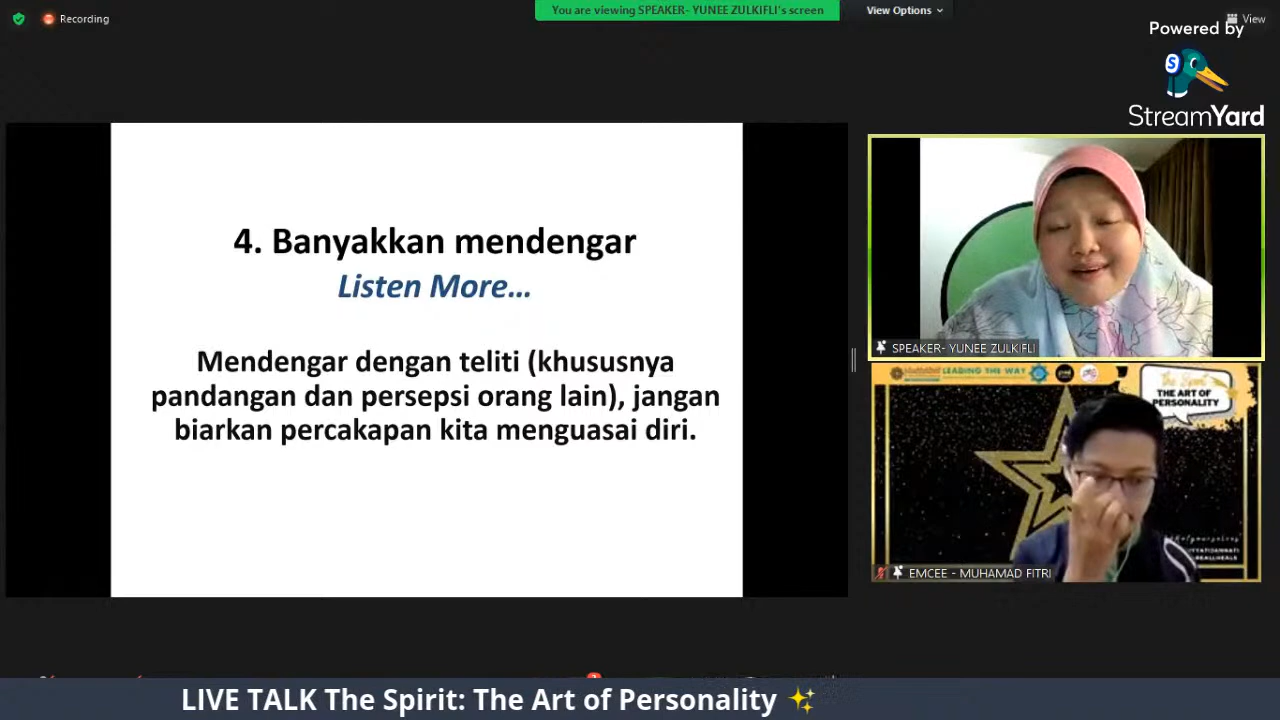 Recording
You are viewing SPEAKER- YUNEE ZULKIFLI's screen
View Options
View
Powered by
StreamYard
4. Banyakkan mendengar
Listen More...
Mendengar dengan teliti (khususnya
pandangan dan persepsi orang lain), jangan
biarkan percakapan kita menguasai diri.
SPEAKER- YUNEE ZULKIFLI
LEADING THE WAY
The Spirit
THE ART OF
PERSONALITY
EMCEE - MUHAMAD FITRI
LIVE TALK The Spirit: The Art of Personality ✨